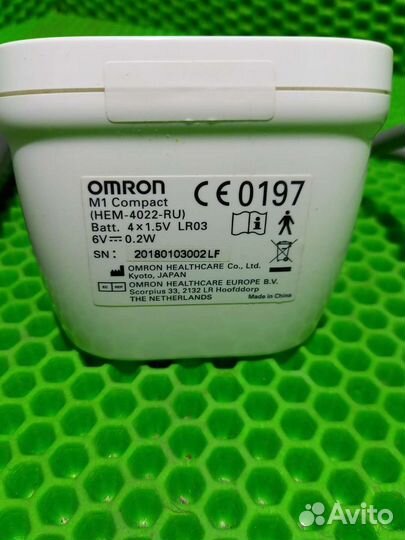 OMRON
CE 0197
M1 Compact
(HEM-4022-RU)
Batt. 4×1.5V LR03
6V⎓0.2W
SN: 20180103002LF
OMRON HEALTHCARE Co., Ltd.
Kyoto, JAPAN
EC REP OMRON HEALTHCARE EUROPE B.V.
Scorpius 33, 2132 LR Hoofddorp
THE NETHERLANDS
Made in China
Avito